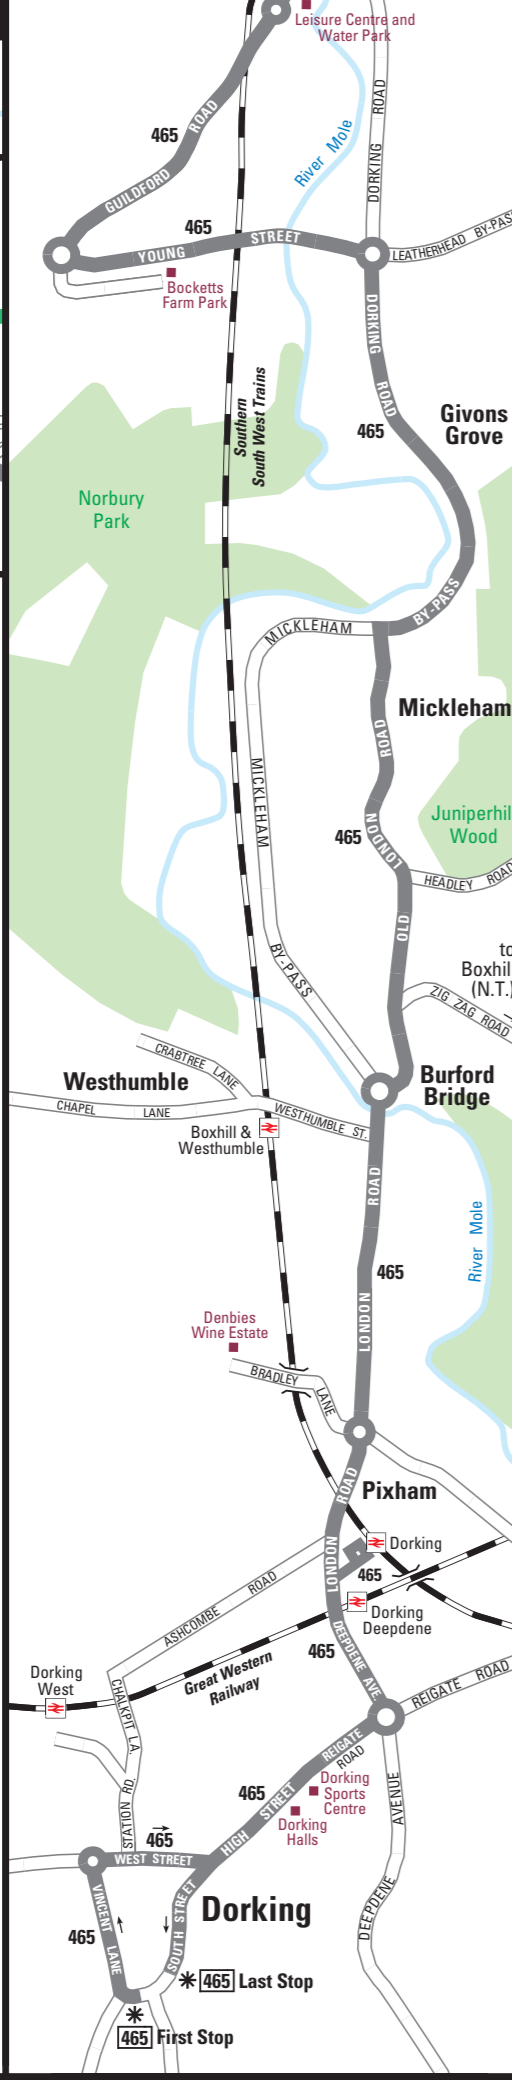 Leisure Centre and
Water Park
ROAD
DORKING
River Mole
465
GUILDFORD ROAD
465
YOUNG STREET
LEATHERHEAD BY-PAS
Bocketts
Farm Park
DORKING ROAD
465
Southern
South West Trains
Givons
Grove
Norbury
Park
BY-PASS
MICKLEHAM
Mickleham
ROAD
MICKLEHAM
465
LONDON
Juniperhil
Wood
HEADLEY ROAD
OLD
BY-PASS
to
Boxhill
(N.T.)
ZIG ZAG ROAD
CRABTREE LANE
Westhumble
Burford
Bridge
CHAPEL LANE
WESTHUMBLE ST.
Boxhill &
Westhumble
ROAD
River Mole
465
LONDON
Denbies
Wine Estate
BRADLEY LANE
ROAD
Pixham
Dorking
LONDON
465
ASHCOMBE ROAD
Dorking
Deepdene
465
DEEPDENE AVE
Great Western
Railway
Dorking
West
CHALKPIT LA.
REIGATE ROAD
REIGATE
ROAD
Dorking
Sports
Centre
465
HIGH STREET
Dorking
Halls
AVENUE
STATION RD.
465
WEST STREET
DEEPDENE
VINCENT LANE
465
SOUTH STREET
Dorking
465 Last Stop
465 First Stop